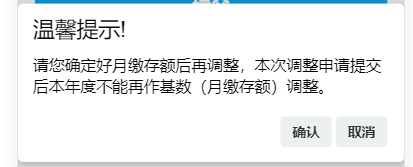 温馨提示!
请您确定好月缴存额后再调整，本次调整申请提交
后本年度不能再作基数（月缴存额）调整。
确认 取消